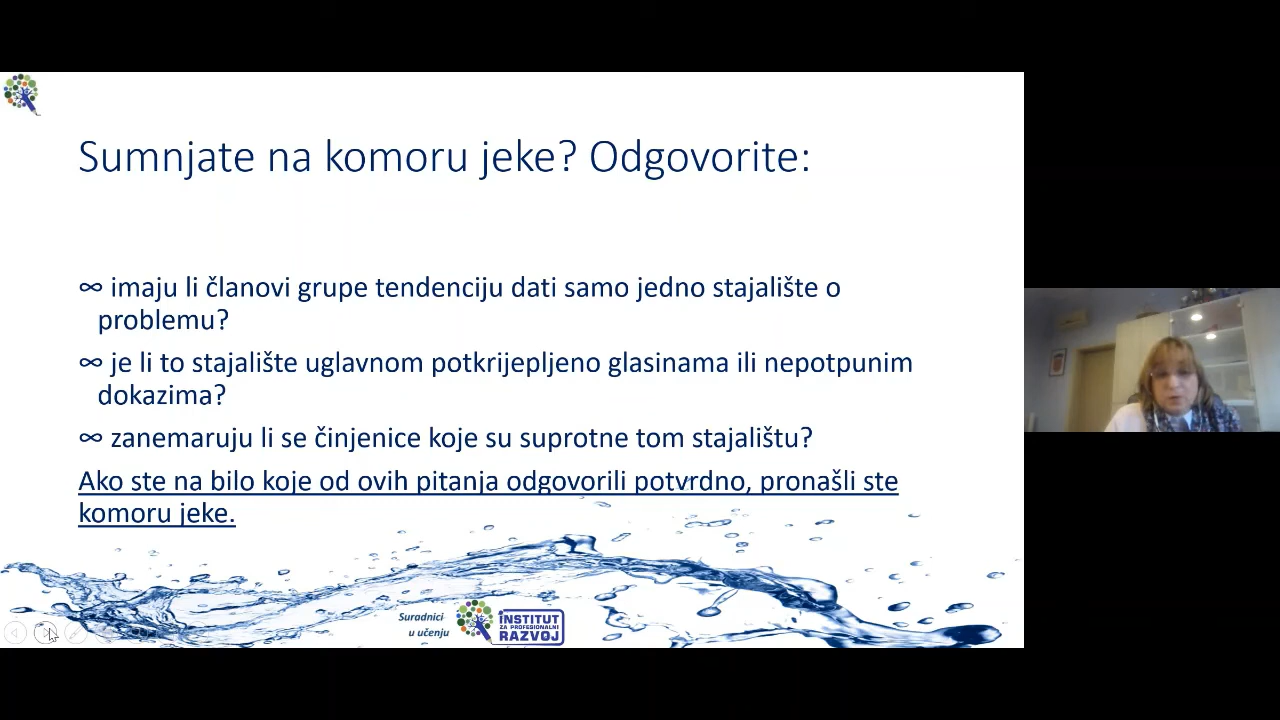 Sumnjate na komoru jeke? Odgovorite:
∞ imaju li članovi grupe tendenciju dati samo jedno stajalište o
problemu?
∞ je li to stajalište uglavnom potkrijepljeno glasinama ili nepotpunim
dokazima?
∞ zanemaruju li se činjenice koje su suprotne tom stajalištu?
Ako ste na bilo koje od ovih pitanja odgovorili potvrdno, pronašli ste
komoru jeke.
Suradnici
u učenju
INSTITUT
ZA PROFESIONALNI
RAZVOJ